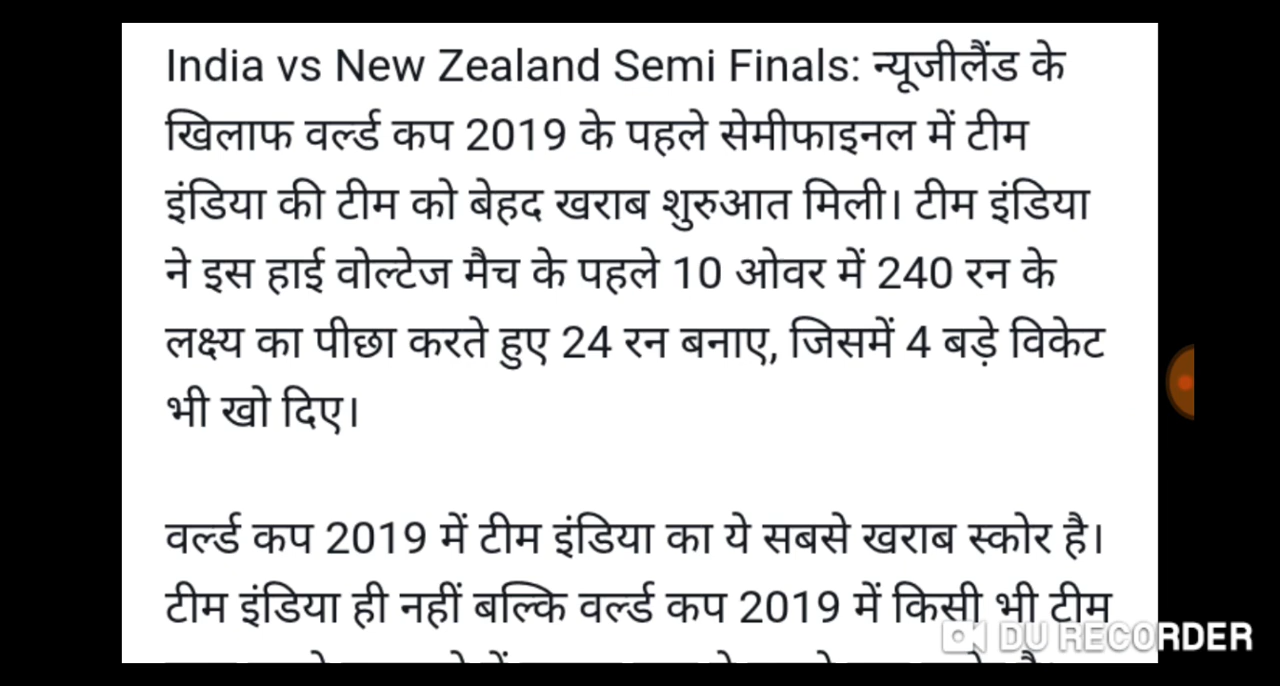 India vs New Zealand Semi Finals: न्यूजीलैंड के
खिलाफ वर्ल्ड कप 2019 के पहले सेमीफाइनल में टीम
इंडिया की टीम को बेहद खराब शुरुआत मिली। टीम इंडिया
ने इस हाई वोल्टेज मैच के पहले 10 ओवर में 240 रन के
लक्ष्य का पीछा करते हुए 24 रन बनाए, जिसमें 4 बड़े विकेट
भी खो दिए।
वर्ल्ड कप 2019 में टीम इंडिया का ये सबसे खराब स्कोर है।
टीम इंडिया ही नहीं बल्कि वर्ल्ड कप 2019 में किसी भी टीम
DU RECORDER